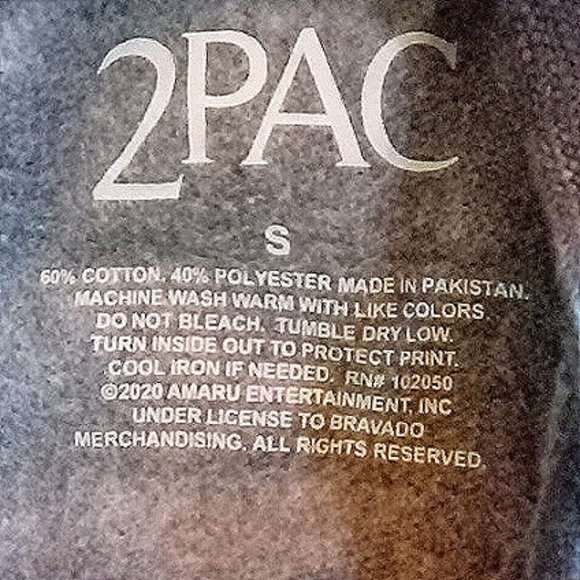 2PAC
S
60% COTTON. 40% POLYESTER MADE IN PAKISTAN.
MACHINE WASH WARM WITH LIKE COLORS
DO NOT BLEACH. TUMBLE DRY LOW.
TURN INSIDE OUT TO PROTECT PRINT.
COOL IRON IF NEEDED. RN# 102050
©2020 AMARU ENTERTAINMENT, INC
UNDER LICENSE TO BRAVADO
MERCHANDISING. ALL RIGHTS RESERVED.